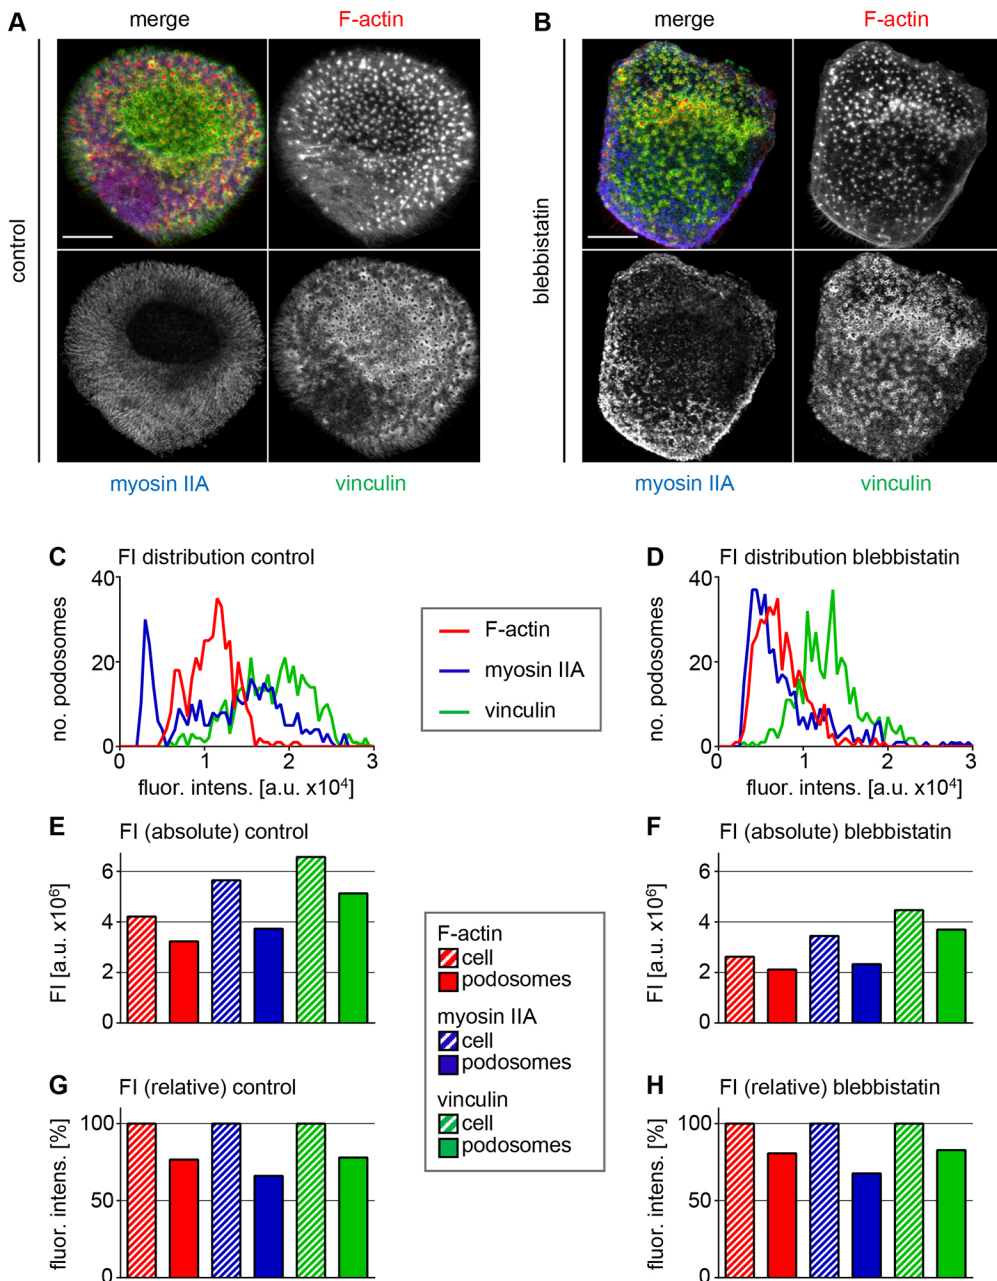 A
merge
F-actin
control
myosin IIA
vinculin
B
merge
F-actin
blebbistatin
myosin IIA
vinculin
C
FI distribution control
no. podosomes
40
20
0
0
1
2
3
fluor. intens. [a.u. x10⁴]
F-actin
myosin IIA
vinculin
D
FI distribution blebbistatin
no. podosomes
40
20
0
0
1
2
3
fluor. intens. [a.u. x10⁴]
E
FI (absolute) control
FI [a.u. x10⁶]
6
4
2
0
F
FI (absolute) blebbistatin
FI [a.u. x10⁶]
6
4
2
0
F-actin
cell
podosomes
myosin IIA
cell
podosomes
vinculin
cell
podosomes
G
FI (relative) control
fluor. intens. [%]
100
50
0
H
FI (relative) blebbistatin
fluor. intens. [%]
100
50
0